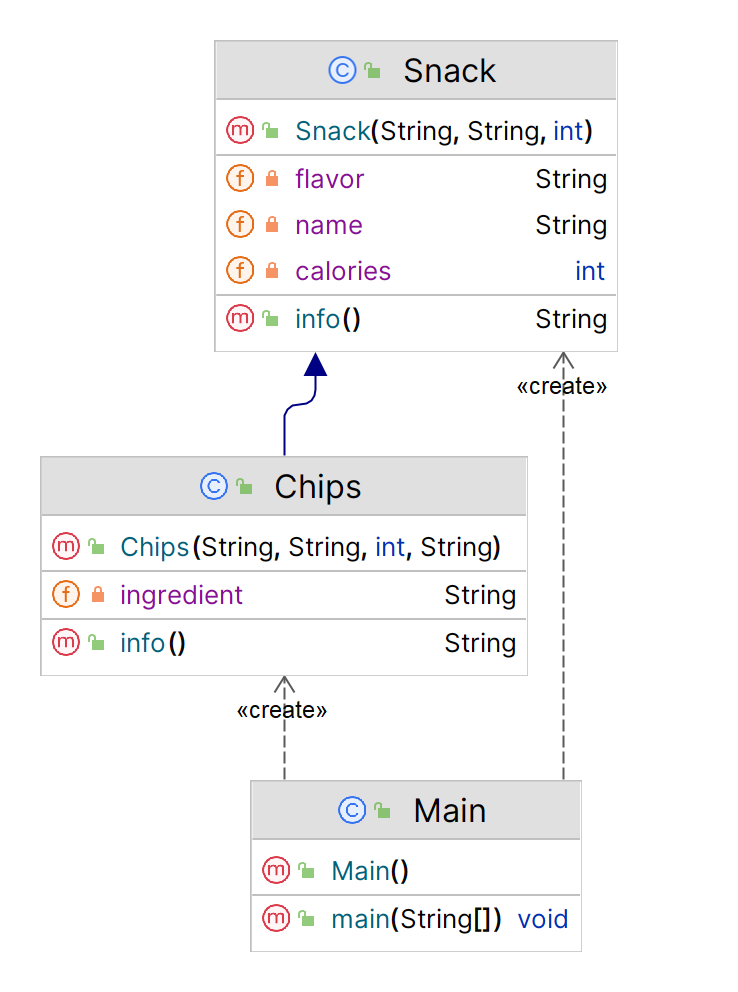 Snack
Snack(String, String, int)
flavor String
name String
calories int
info() String
«create»
Chips
Chips(String, String, int, String)
ingredient String
info() String
«create»
Main
Main()
main(String[]) void